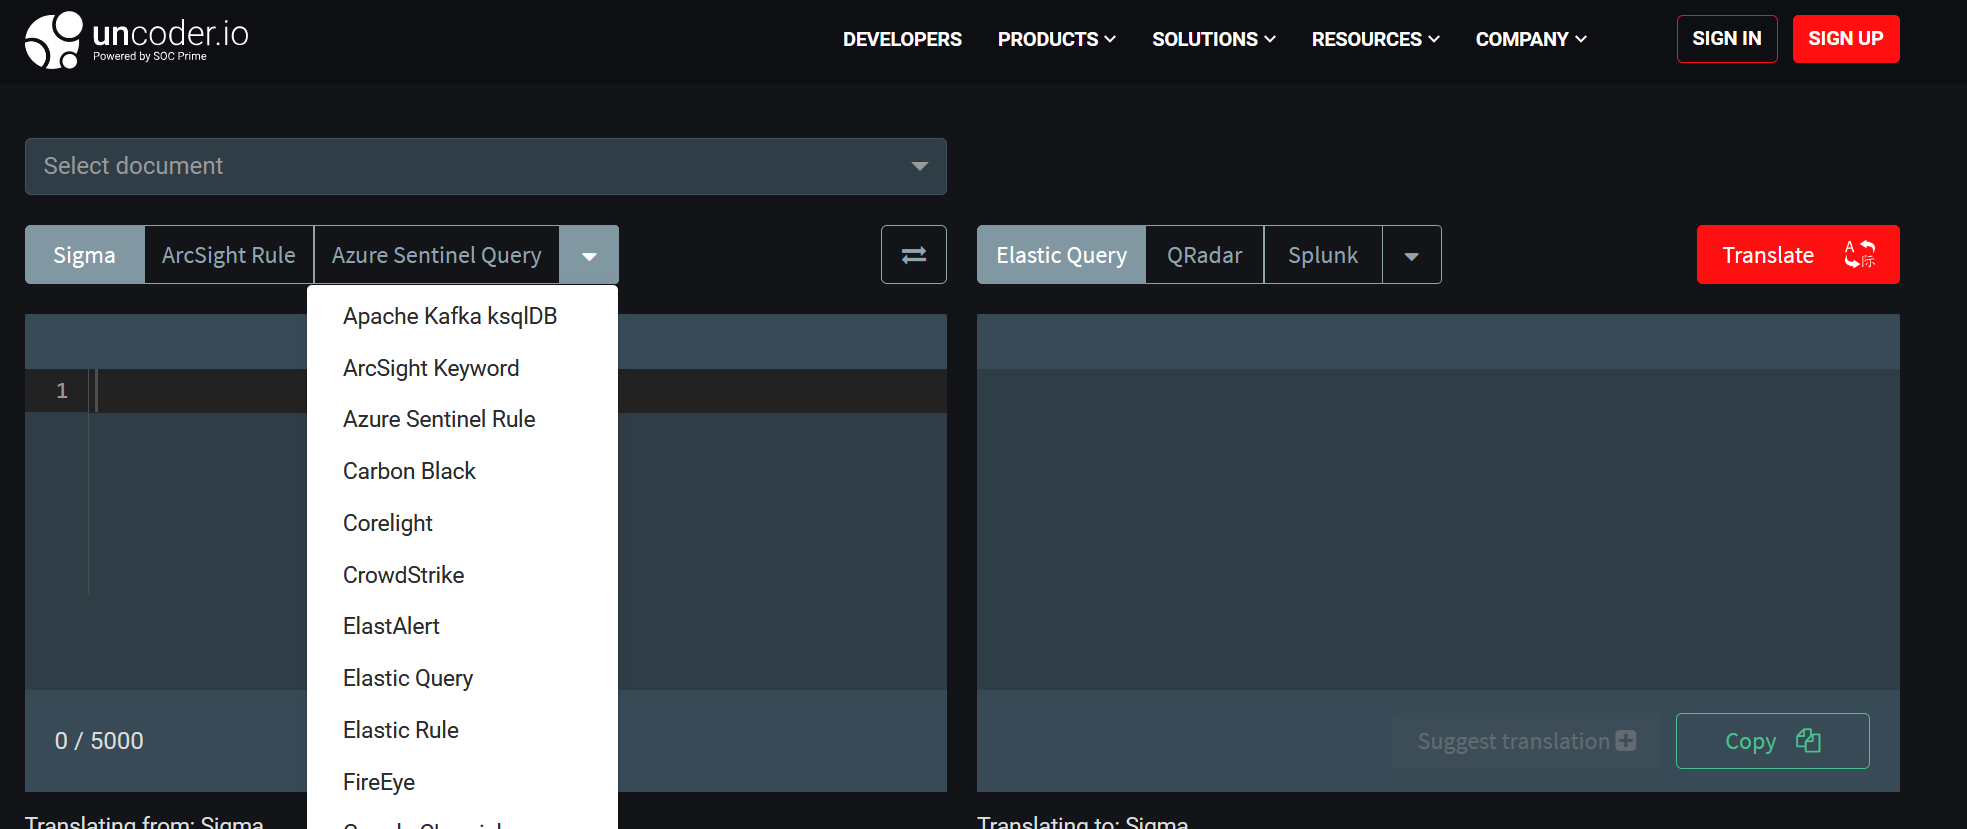 uncoder.io
Powered by SOC Prime
DEVELOPERS PRODUCTS SOLUTIONS RESOURCES COMPANY SIGN IN SIGN UP
Select document
Sigma ArcSight Rule Azure Sentinel Query Elastic Query QRadar Splunk Translate
Apache Kafka ksqlDB
ArcSight Keyword
1
Azure Sentinel Rule
Carbon Black
Corelight
CrowdStrike
ElastAlert
Elastic Query
Elastic Rule
0 / 5000 Suggest translation Copy
FireEye
Translating from: Sigma Translating to: Sigma